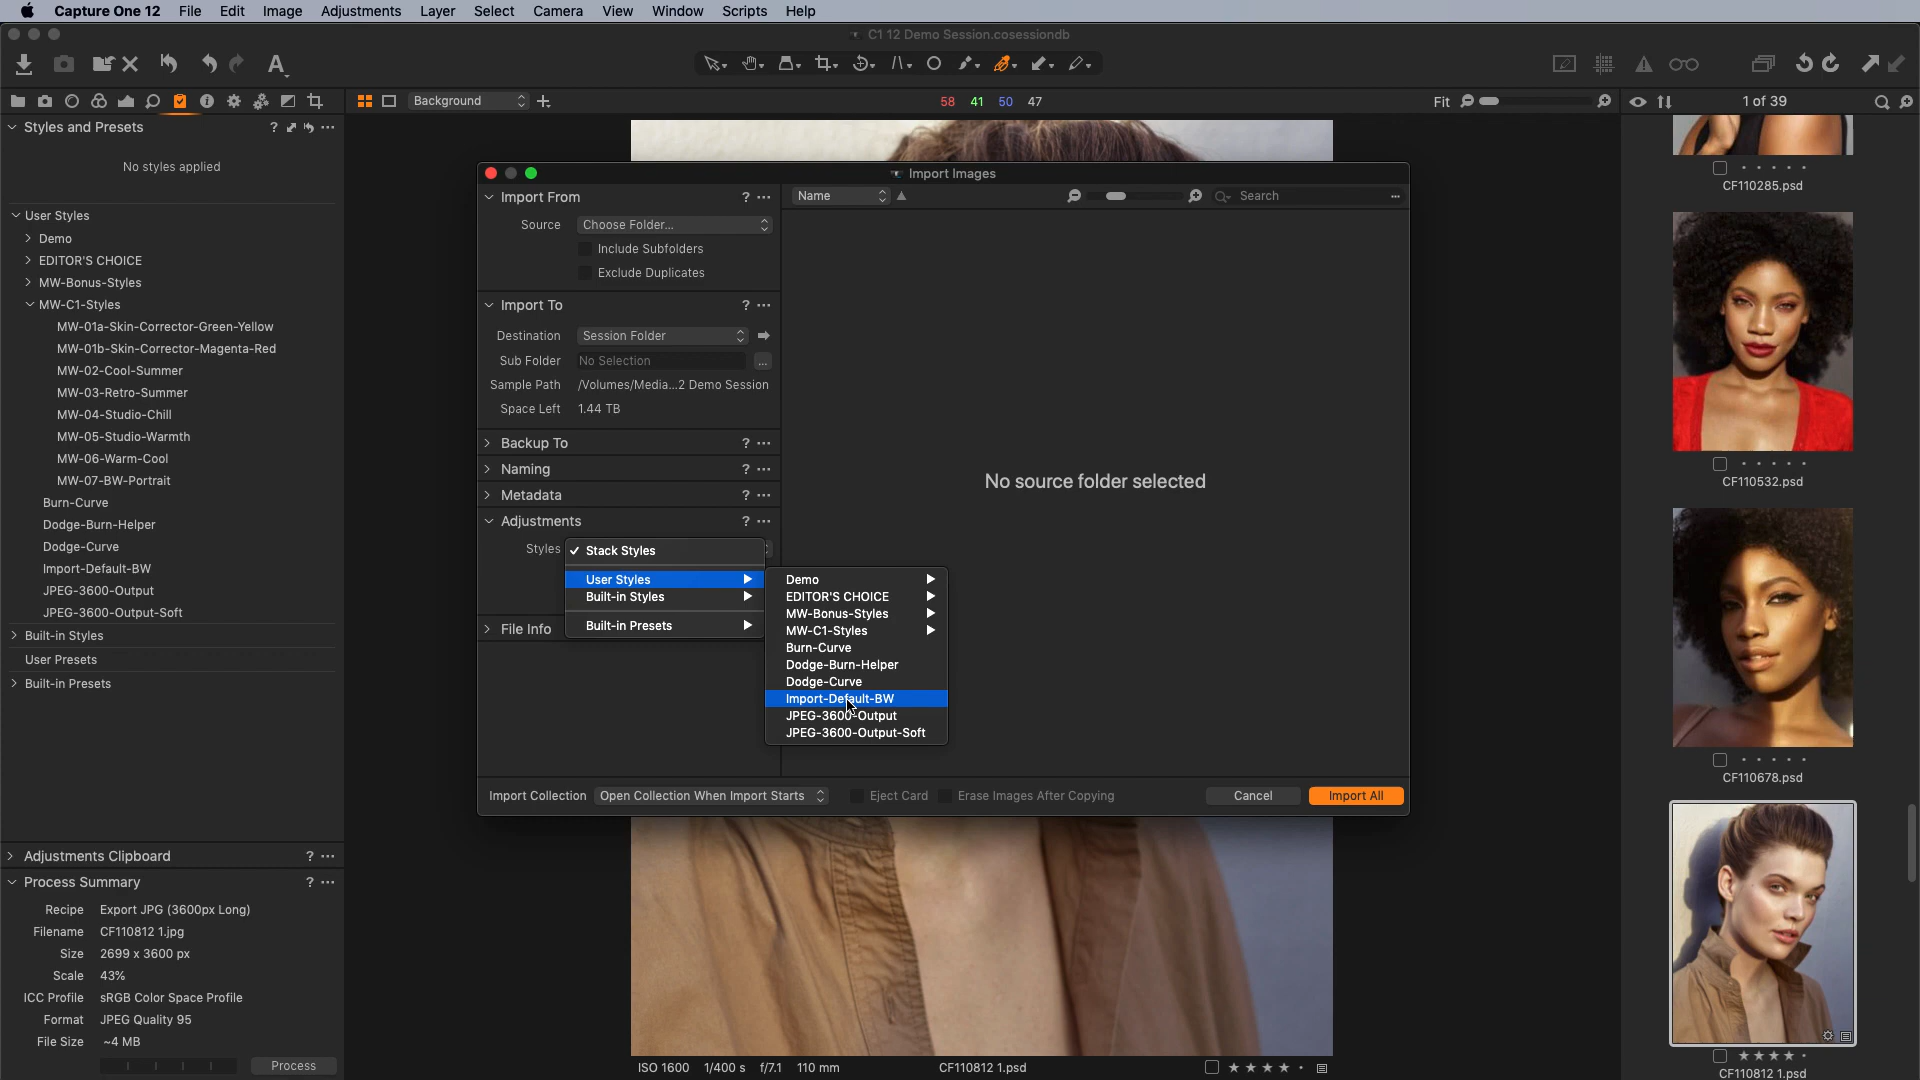 Capture One 12 File Edit Image Adjustments Layer Select Camera View Window Scripts Help
C1 12 Demo Session.cosessiondb
Background
58 41 50 47
Fit
1 of 39
Styles and Presets
No styles applied
User Styles
Demo
EDITOR'S CHOICE
MW-Bonus-Styles
MW-C1-Styles
MW-01a-Skin-Corrector-Green-Yellow
MW-01b-Skin-Corrector-Magenta-Red
MW-02-Cool-Summer
MW-03-Retro-Summer
MW-04-Studio-Chill
MW-05-Studio-Warmth
MW-06-Warm-Cool
MW-07-BW-Portrait
Burn-Curve
Dodge-Burn-Helper
Dodge-Curve
Import-Default-BW
JPEG-3600-Output
JPEG-3600-Output-Soft
Built-in Styles
User Presets
Built-in Presets
Adjustments Clipboard
Process Summary
Recipe Export JPG (3600px Long)
Filename CF110812 1.jpg
Size 2699 x 3600 px
Scale 43%
ICC Profile sRGB Color Space Profile
Format JPEG Quality 95
File Size ~4 MB
Process
Import Images
Import From
Source Choose Folder...
Include Subfolders
Exclude Duplicates
Import To
Destination Session Folder
Sub Folder No Selection ...
Sample Path /Volumes/Media...2 Demo Session
Space Left 1.44 TB
Backup To
Naming
Metadata
Adjustments
Styles
Stack Styles
User Styles
Built-in Styles
Built-in Presets
File Info
Demo
EDITOR'S CHOICE
MW-Bonus-Styles
MW-C1-Styles
Burn-Curve
Dodge-Burn-Helper
Dodge-Curve
Import-Default-BW
JPEG-3600-Output
JPEG-3600-Output-Soft
Name
Search
No source folder selected
Import Collection Open Collection When Import Starts
Eject Card
Erase Images After Copying
Cancel
Import All
ISO 1600 1/400 s f/7.1 110 mm
CF110812 1.psd
CF110285.psd
CF110532.psd
CF110678.psd
CF110812 1.psd